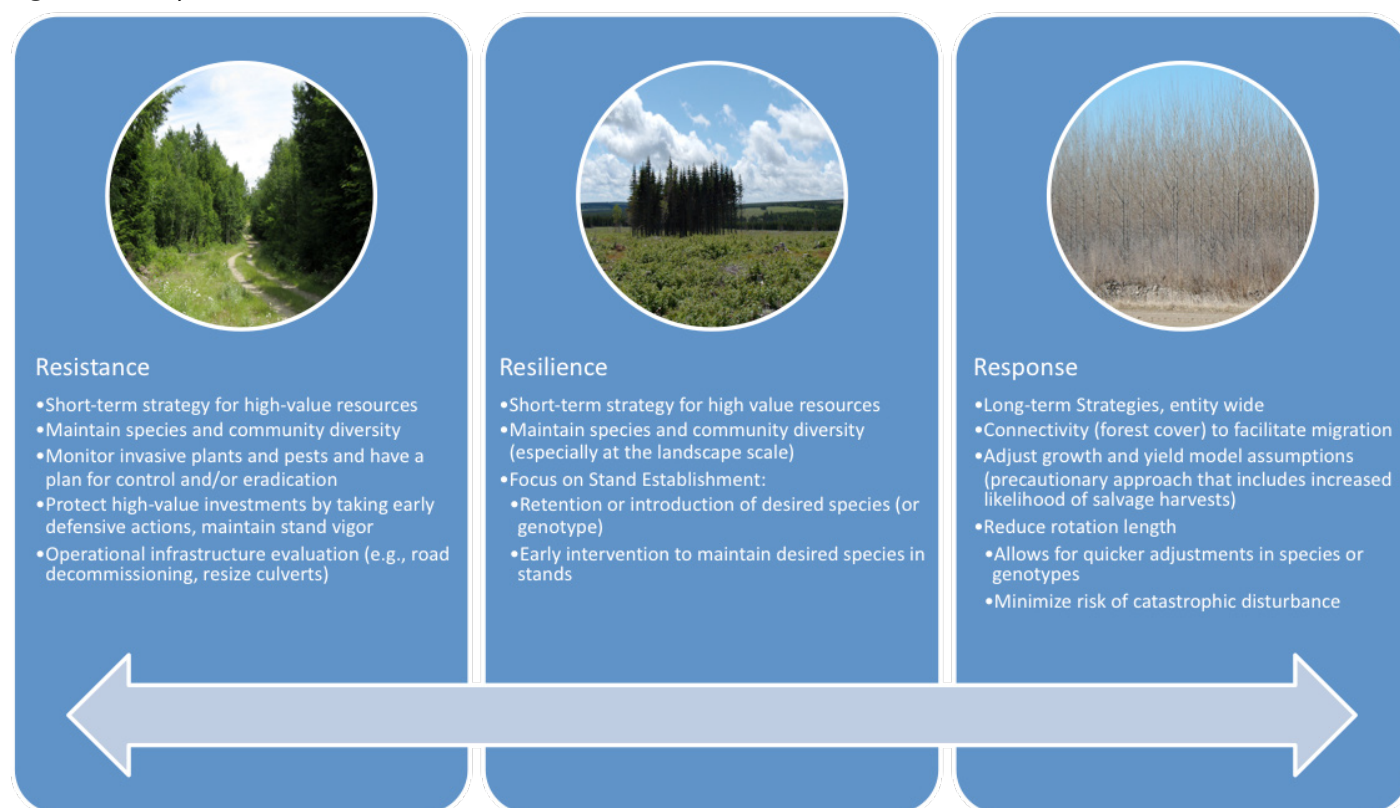 Resistance
•Short-term strategy for high-value resources
•Maintain species and community diversity
•Monitor invasive plants and pests and have a
plan for control and/or eradication
•Protect high-value investments by taking early
defensive actions, maintain stand vigor
•Operational infrastructure evaluation (e.g., road
decommissioning, resize culverts)
Resilience
•Short-term strategy for high value resources
•Maintain species and community diversity
(especially at the landscape scale)
•Focus on Stand Establishment:
•Retention or introduction of desired species (or
genotype)
•Early intervention to maintain desired species in
stands
Response
•Long-term Strategies, entity wide
•Connectivity (forest cover) to facilitate migration
•Adjust growth and yield model assumptions
(precautionary approach that includes increased
likelihood of salvage harvests)
•Reduce rotation length
•Allows for quicker adjustments in species or
genotypes
•Minimize risk of catastrophic disturbance